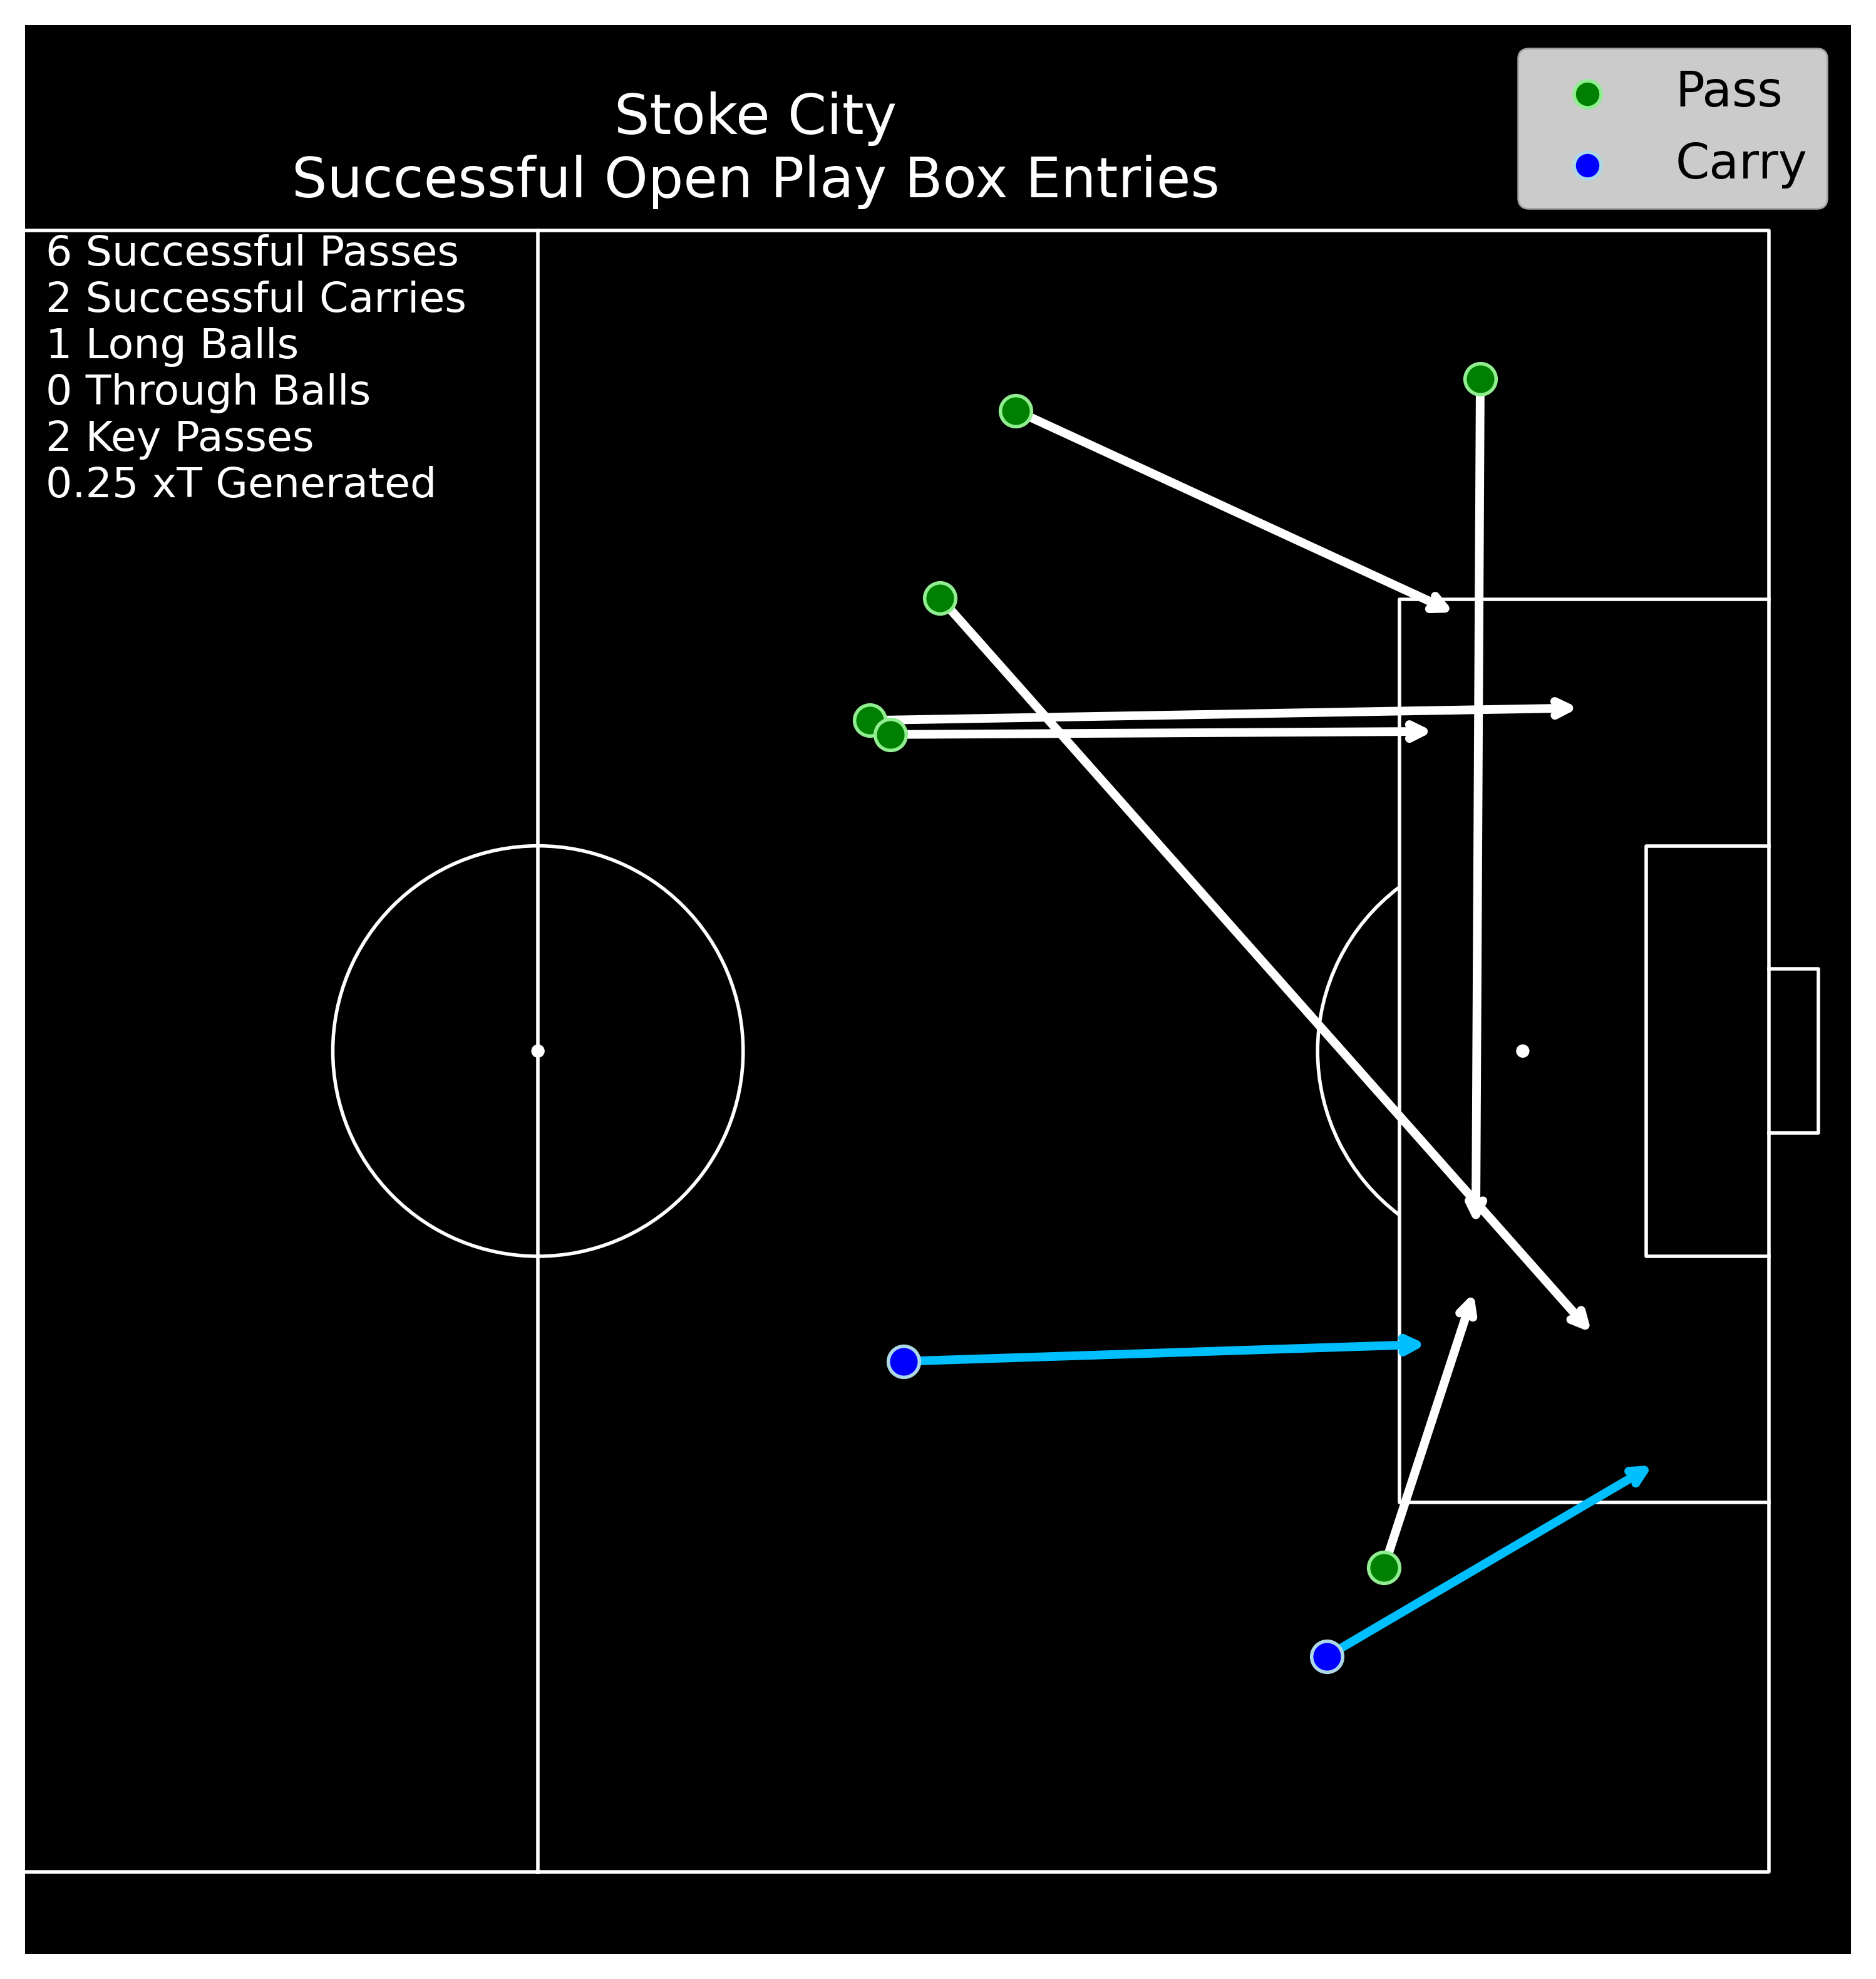 Stoke City
Successful Open Play Box Entries
Pass
Carry
6 Successful Passes
2 Successful Carries
1 Long Balls
0 Through Balls
2 Key Passes
0.25 xT Generated